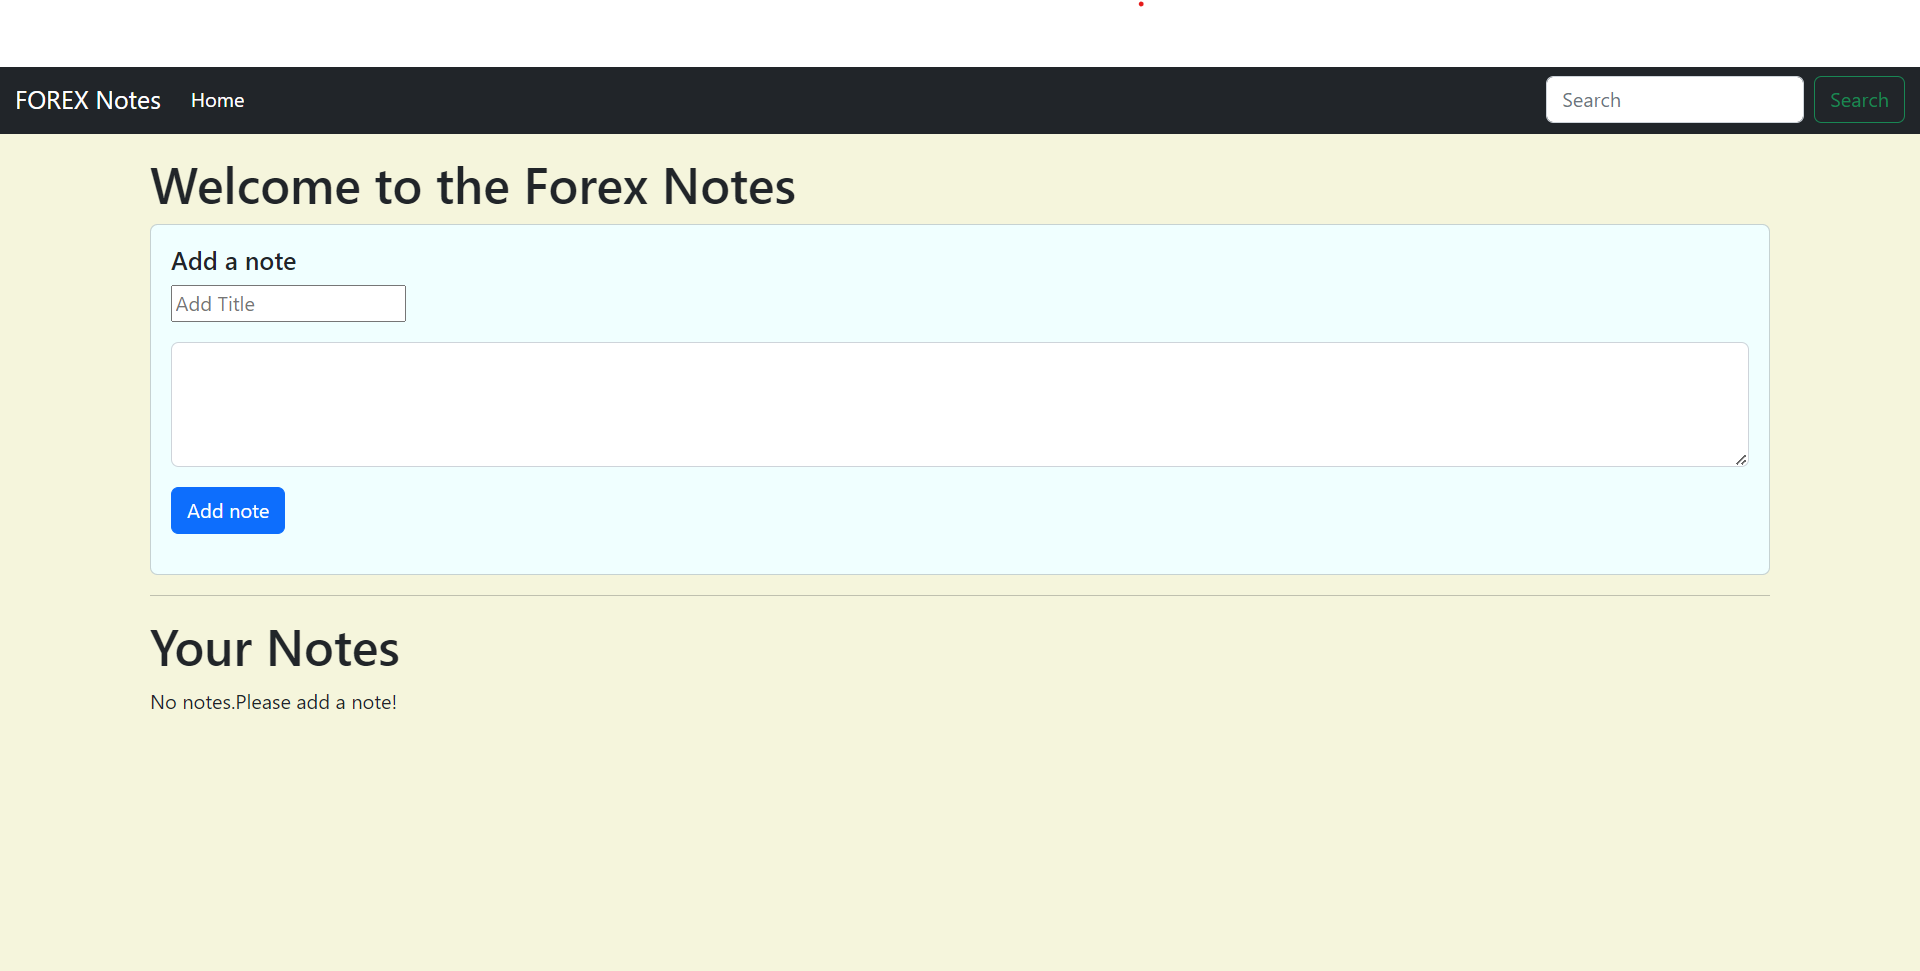 FOREX Notes Home Search Search
Welcome to the Forex Notes
Add a note
Add Title
Add note
Your Notes
No notes.Please add a note!